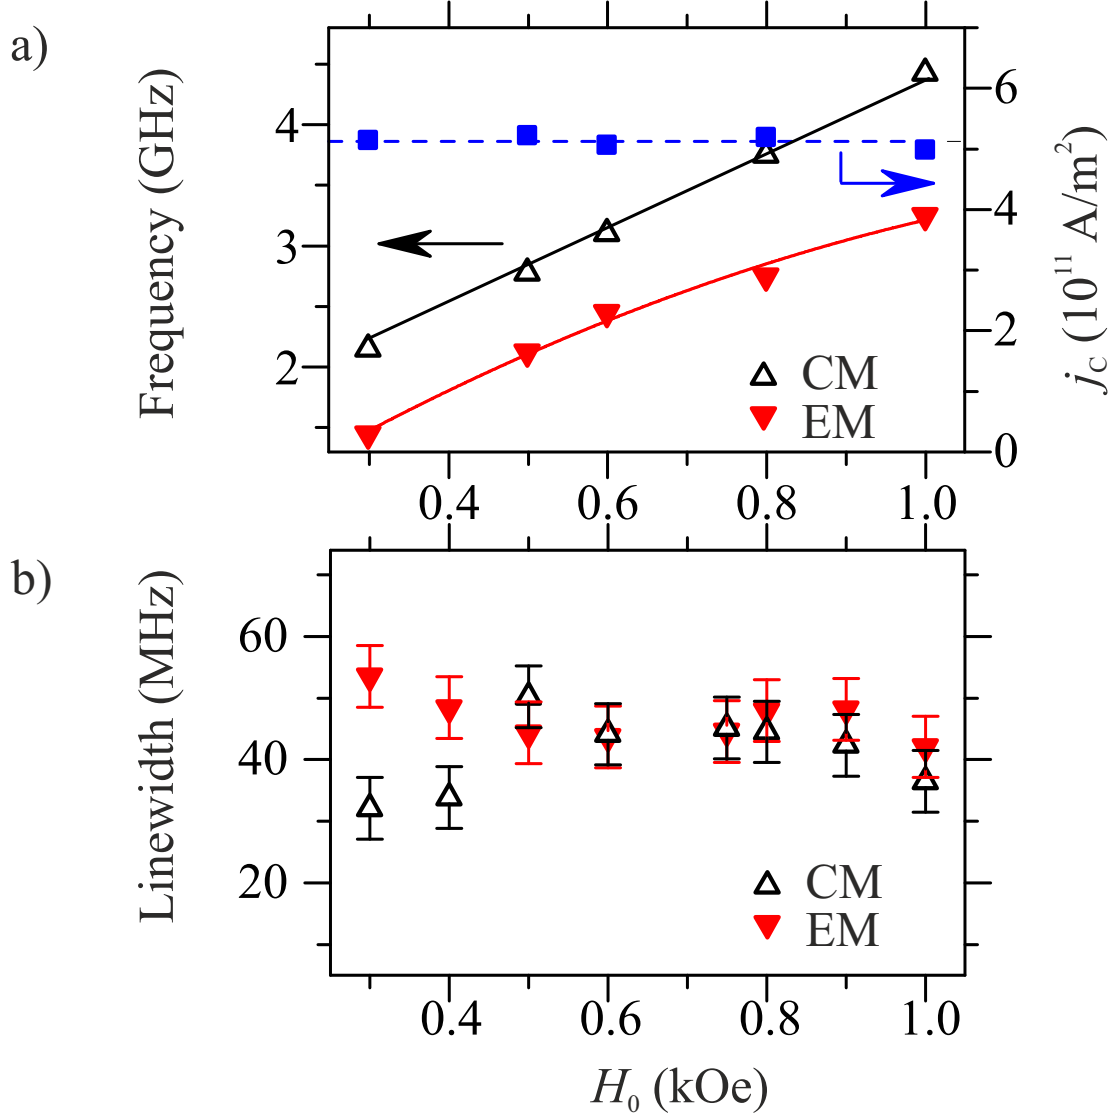 a)
Frequency (GHz)
4
3
2
6
4
2
0
j_C (10^11 A/m^2)
CM
EM
0.4 0.6 0.8 1.0
b)
Linewidth (MHz)
60
40
20
CM
EM
0.4 0.6 0.8 1.0
H_0 (kOe)